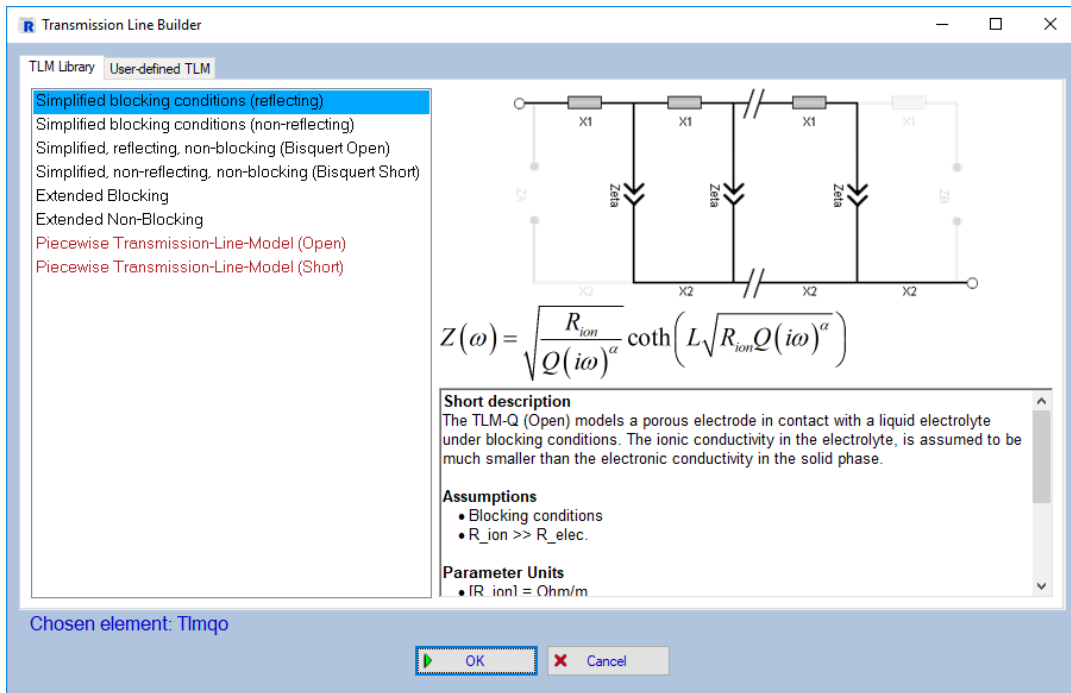 Transmission Line Builder
TLM Library
User-defined TLM
Simplified blocking conditions (reflecting)
Simplified blocking conditions (non-reflecting)
Simplified, reflecting, non-blocking (Bisquert Open)
Simplified, non-reflecting, non-blocking (Bisquert Short)
Extended Blocking
Extended Non-Blocking
Piecewise Transmission-Line-Model (Open)
Piecewise Transmission-Line-Model (Short)
X1 X1 X1 X1
ZA Zeta Zeta Zeta ZB
X2 X2 X2 X2
Z(ω) = √(R_ion / Q(iω)^α) coth(L√(R_ion Q(iω)^α))
Short description
The TLM-Q (Open) models a porous electrode in contact with a liquid electrolyte
under blocking conditions. The ionic conductivity in the electrolyte, is assumed to be
much smaller than the electronic conductivity in the solid phase.
Assumptions
• Blocking conditions
• R_ion >> R_elec.
Parameter Units
• [R_ion] = Ohm/m
Chosen element: Tlmqo
OK
Cancel